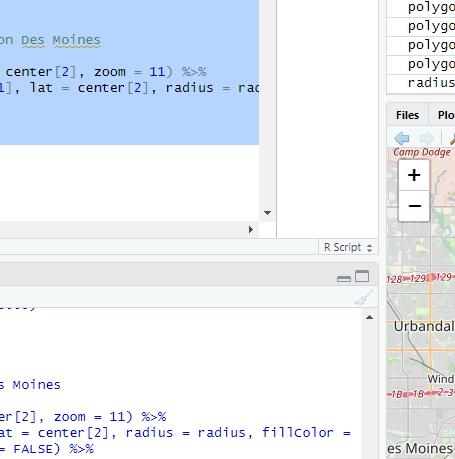 on Des Moines
center[2], zoom = 11) %>%
1], lat = center[2], radius = rad
R Script
s Moines
er[2], zoom = 11) %>%
at = center[2], radius = radius, fillColor =
= FALSE) %>%
polygo
polygo
polygo
polygo
radius
Files Plo
Camp Dodge
+
−
128 129 129
Urbandal
Wind
1B 1B 2 3
es Moines